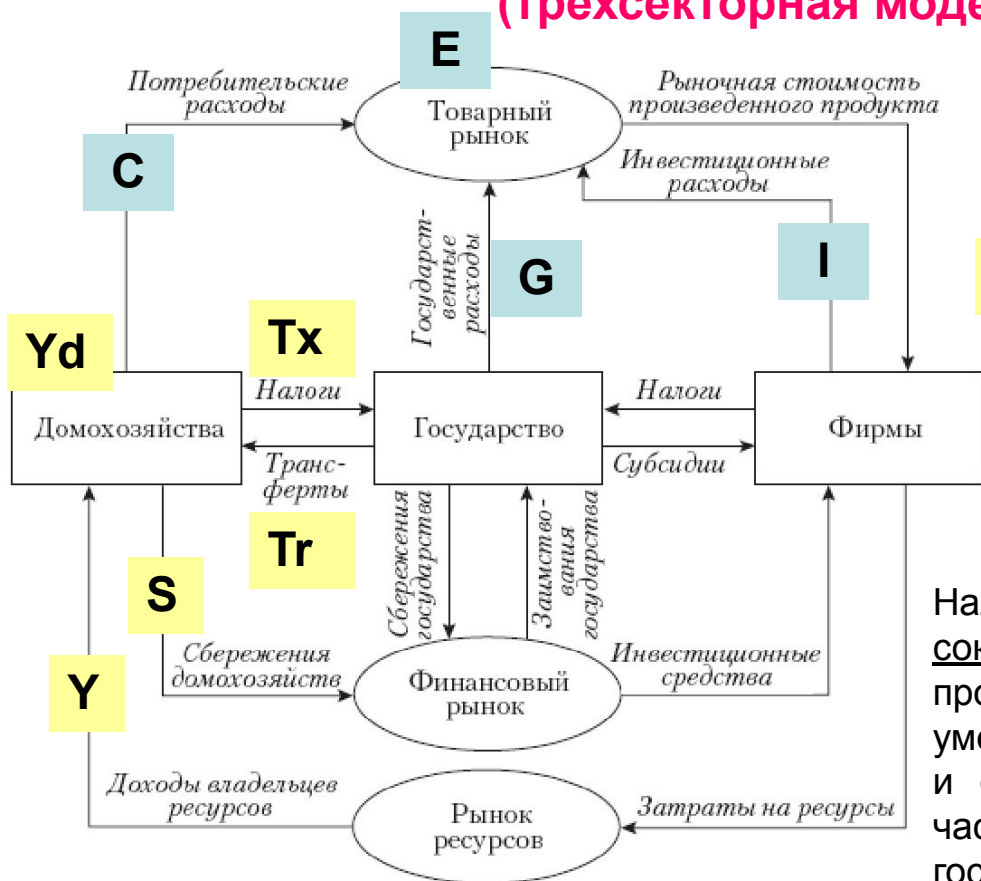 (трехсекторная моде
E
Потребительские
расходы
Товарный
рынок
Рыночная стоимость
произведенного продукта
C
Инвестиционные
расходы
Государст-
венные
расходы
G
I
Yd
Tx
Налоги
Налоги
Домохозяйства
Государство
Фирмы
Транс-
ферты
Субсидии
Tr
Сбережения
государства
Заимство-
вания
государства
S
Сбережения
домохозяйств
Финансовый
рынок
Инвестиционные
средства
Y
Доходы владельцев
ресурсов
Рынок
ресурсов
Затраты на ресурсы
сок
про
умe
и
час
гос